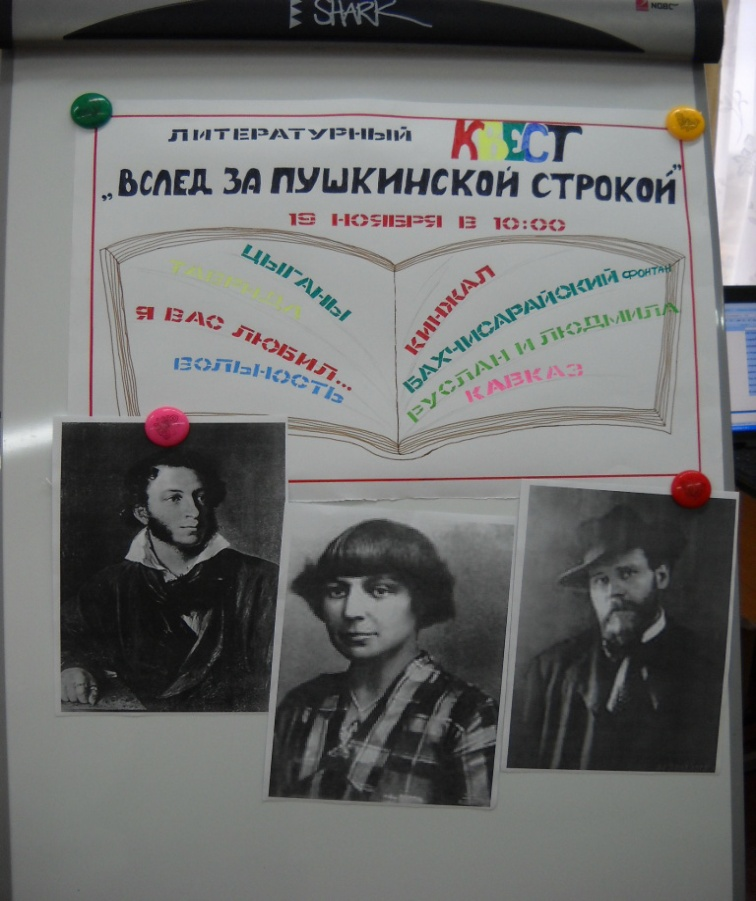 SHARK
ЛИТЕРАТУРНЫЙ КВЕСТ
„ВСЛЕД ЗА ПУШКИНСКОЙ СТРОКОЙ”
19 НОЯБРЯ В 10:00
ЦЫГАНЫ
ТАВРИДА
Я ВАС ЛЮБИЛ...
ВОЛЬНОСТЬ
КИНЖАЛ
БАХЧИСАРАЙСКИЙ ФОНТАН
РУСЛАН И ЛЮДМИЛА
КАВКАЗ